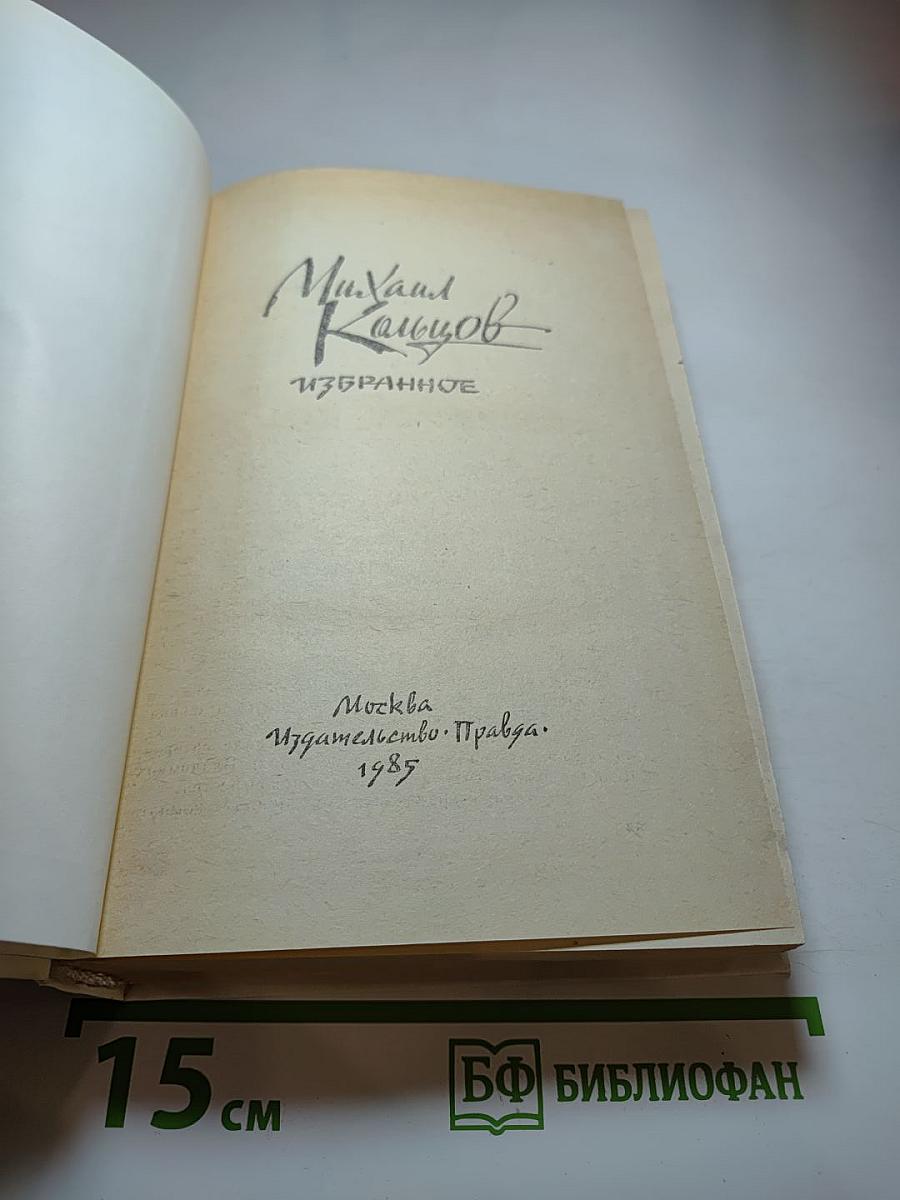 Михаил
Кольцов
ИЗБРАННОЕ
Москва
Издательство · Правда ·
1985
15 см
БФ БИБЛИОФАН